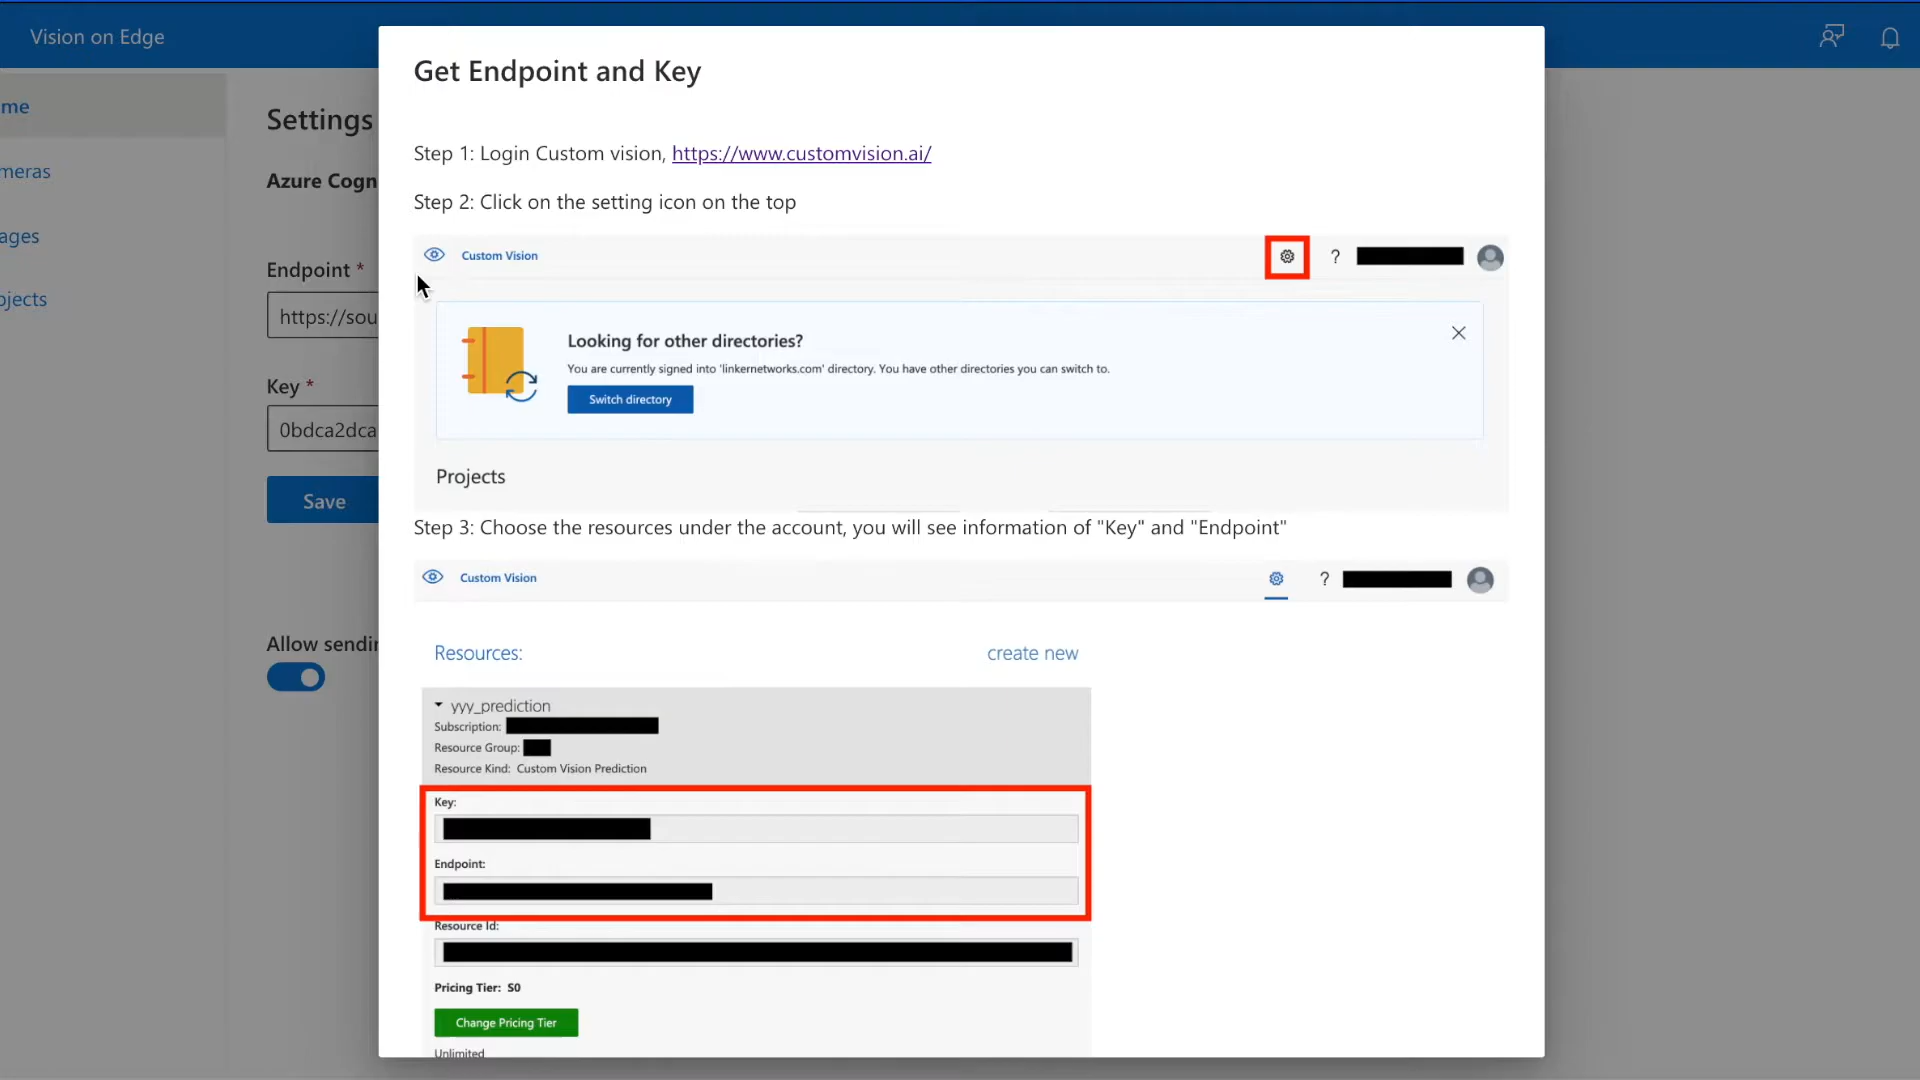 Vision on Edge
Get Endpoint and Key
me
Settings
Step 1: Login Custom vision, https://www.customvision.ai/
meras
Azure Cogn
Step 2: Click on the setting icon on the top
ages
Custom Vision
?
Endpoint *
ojects
https://sou
Looking for other directories?
You are currently signed into 'linkernetworks.com' directory. You have other directories you can switch to.
Switch directory
Key *
0bdca2dca
Projects
Save
Step 3: Choose the resources under the account, you will see information of "Key" and "Endpoint"
Custom Vision
?
Allow sendin
Resources:
create new
yyy_prediction
Subscription:
Resource Group:
Resource Kind: Custom Vision Prediction
Key:
Endpoint:
Resource Id:
Pricing Tier: S0
Change Pricing Tier
Unlimited